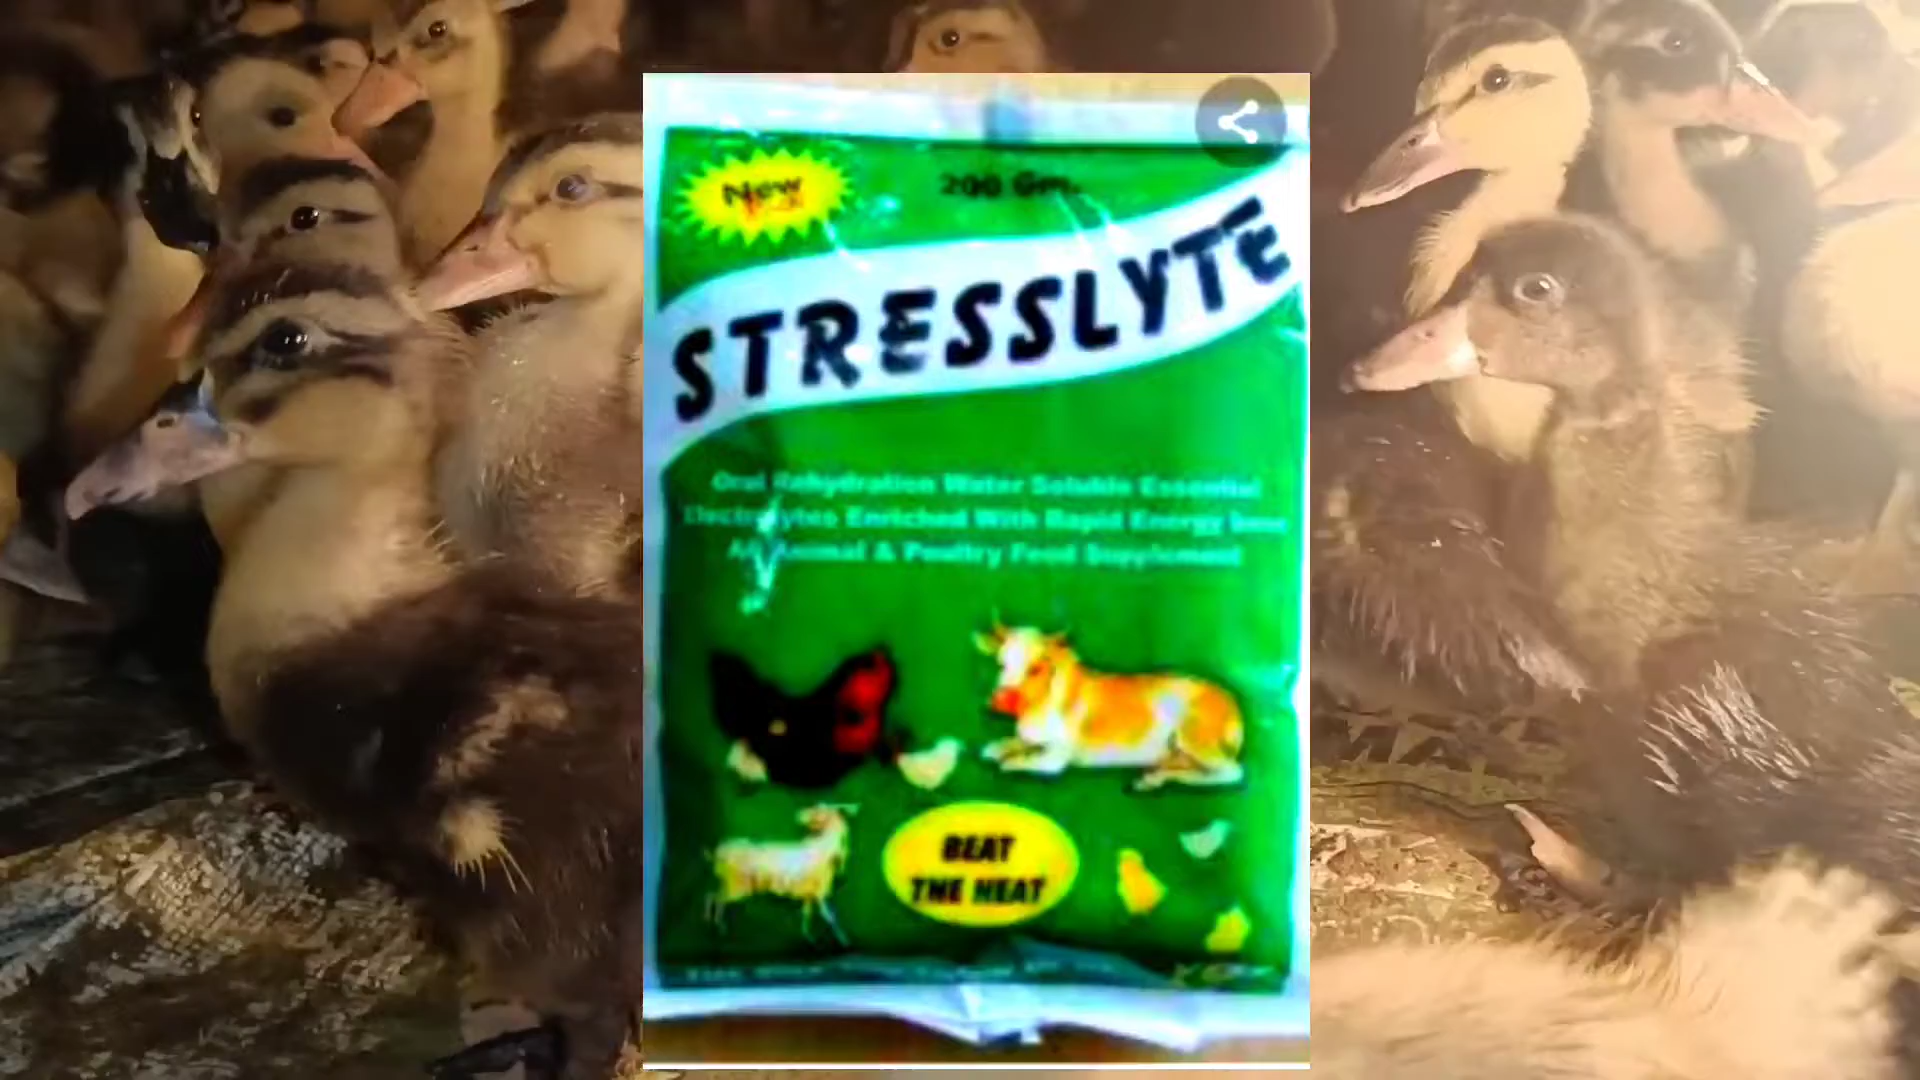 New
200 Gm.
STRESSLYTE
Oral Rehydration Water Soluble Essential
Electrolytes Enriched With Rapid Energy
Animal & Poultry Feed Supplement
BEAT
THE HEAT